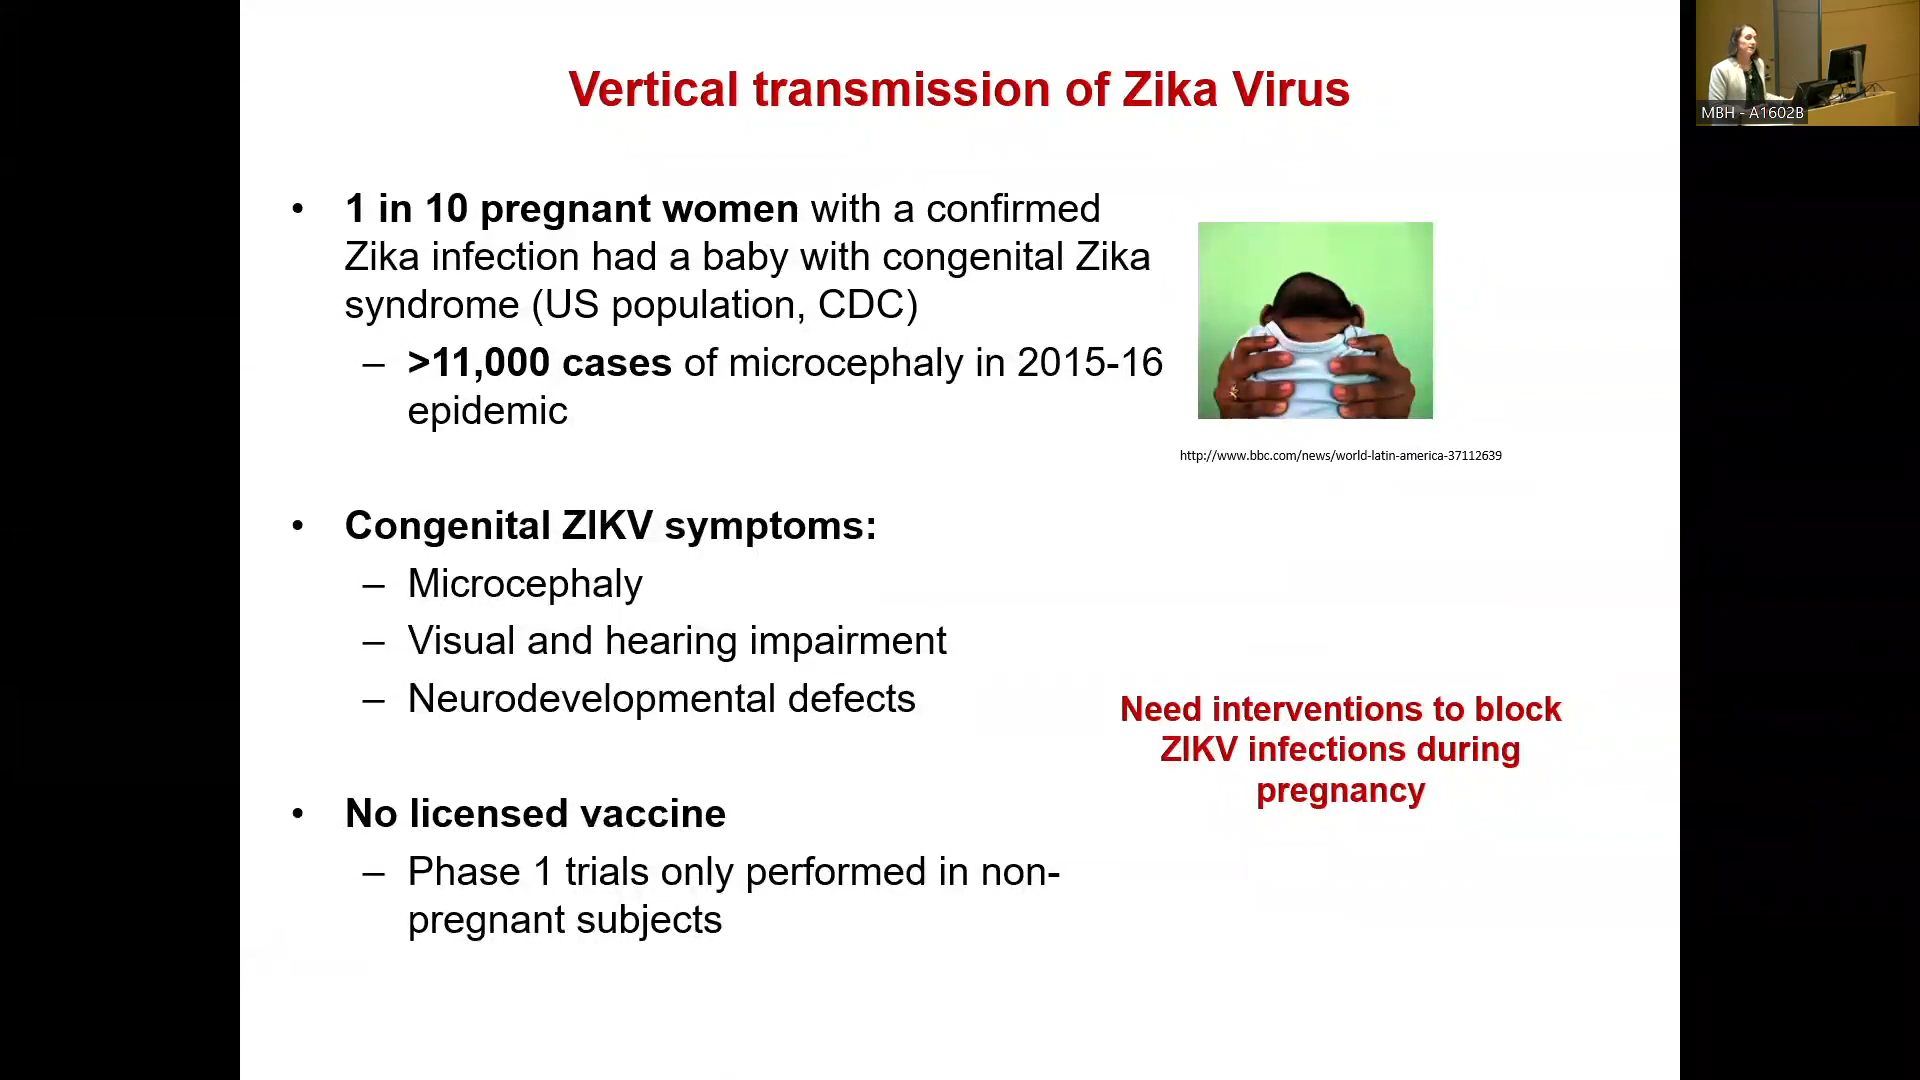 Vertical transmission of Zika Virus
• 1 in 10 pregnant women with a confirmed
Zika infection had a baby with congenital Zika
syndrome (US population, CDC)
– >11,000 cases of microcephaly in 2015-16
epidemic
http://www.bbc.com/news/world-latin-america-37112639
• Congenital ZIKV symptoms:
– Microcephaly
– Visual and hearing impairment
– Neurodevelopmental defects
Need interventions to block
ZIKV infections during
pregnancy
• No licensed vaccine
– Phase 1 trials only performed in non-
pregnant subjects
MBH - A1602B